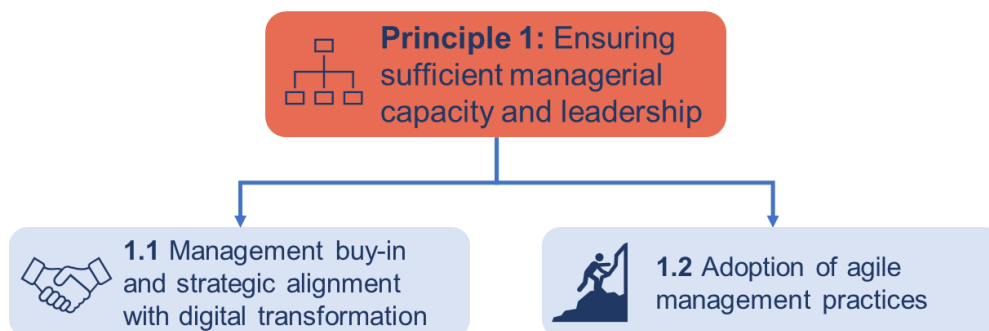 Principle 1: Ensuring
sufficient managerial
capacity and leadership
1.1 Management buy-in
and strategic alignment
with digital transformation
1.2 Adoption of agile
management practices